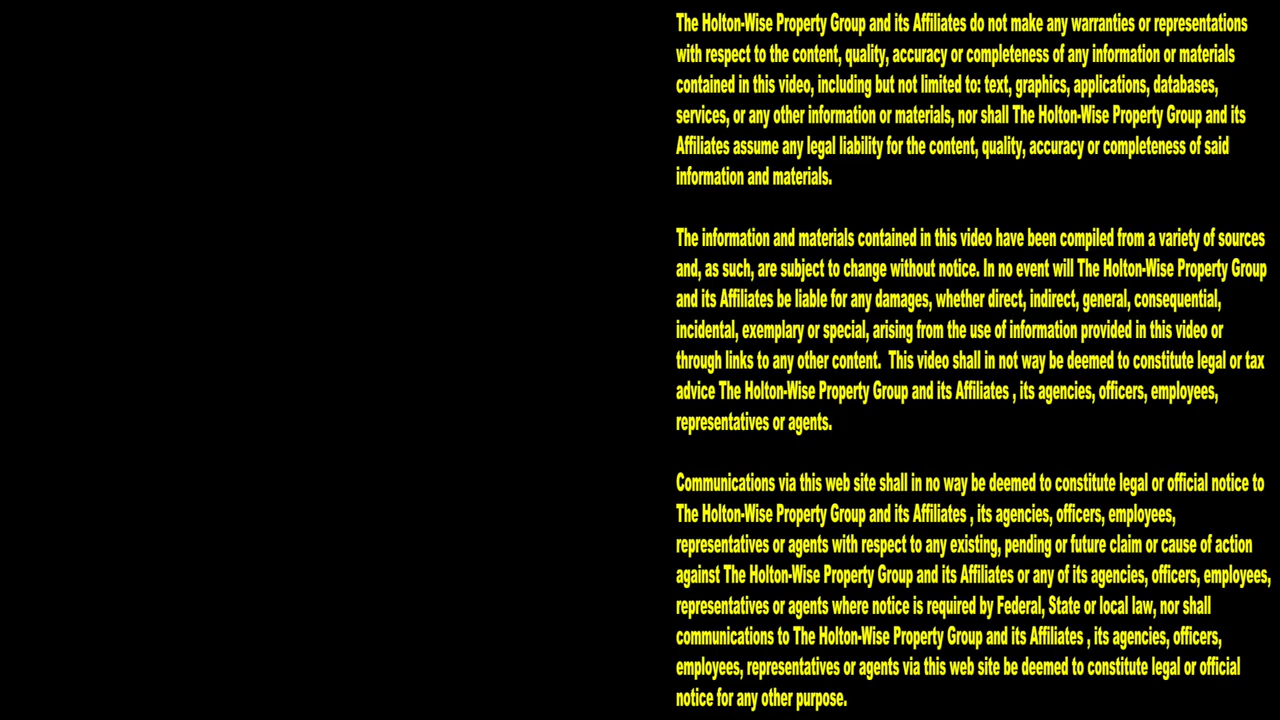 The Holton-Wise Property Group and its Affiliates do not make any warranties or representations
with respect to the content, quality, accuracy or completeness of any information or materials
contained in this video, including but not limited to: text, graphics, applications, databases,
services, or any other information or materials, nor shall The Holton-Wise Property Group and its
Affiliates assume any legal liability for the content, quality, accuracy or completeness of said
information and materials.
The information and materials contained in this video have been compiled from a variety of sources
and, as such, are subject to change without notice. In no event will The Holton-Wise Property Group
and its Affiliates be liable for any damages, whether direct, indirect, general, consequential,
incidental, exemplary or special, arising from the use of information provided in this video or
through links to any other content.  This video shall in not way be deemed to constitute legal or tax
advice The Holton-Wise Property Group and its Affiliates , its agencies, officers, employees,
representatives or agents.
Communications via this web site shall in no way be deemed to constitute legal or official notice to
The Holton-Wise Property Group and its Affiliates , its agencies, officers, employees,
representatives or agents with respect to any existing, pending or future claim or cause of action
against The Holton-Wise Property Group and its Affiliates or any of its agencies, officers, employees,
representatives or agents where notice is required by Federal, State or local law, nor shall
communications to The Holton-Wise Property Group and its Affiliates , its agencies, officers,
employees, representatives or agents via this web site be deemed to constitute legal or official
notice for any other purpose.